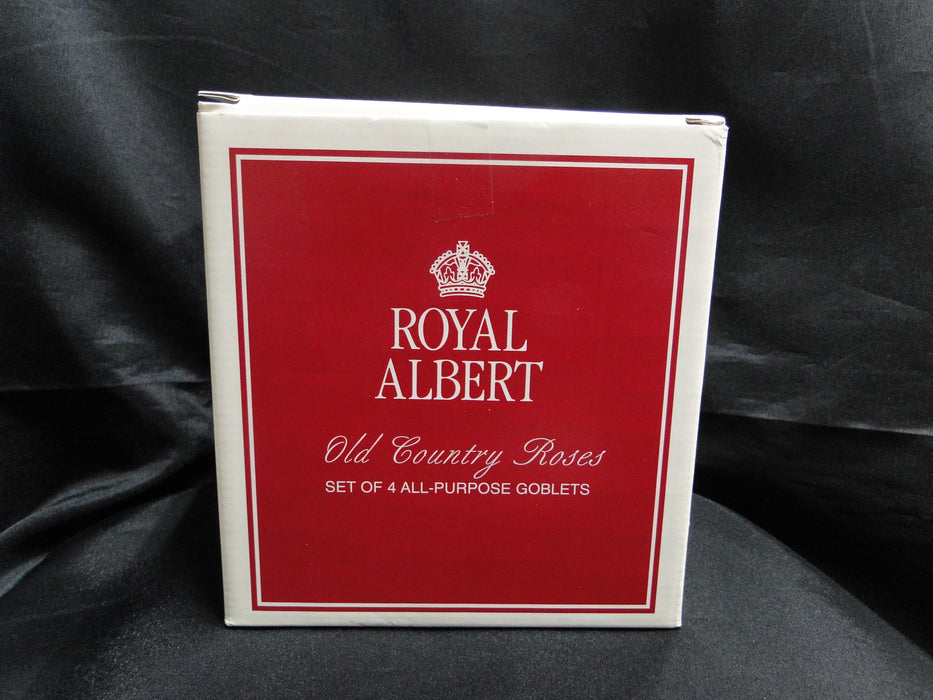 ROYAL
ALBERT
Old Country Roses
SET OF 4 ALL-PURPOSE GOBLETS